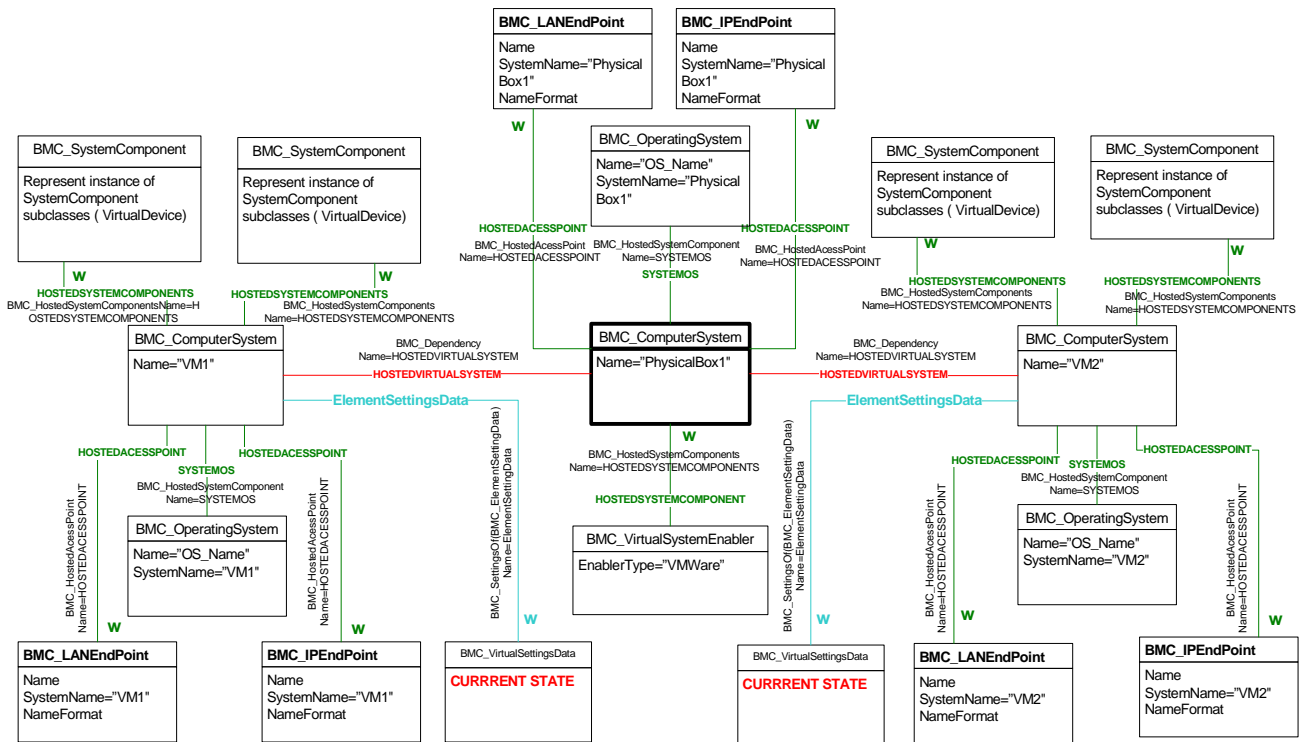 BMC_LANEndPoint
Name
SystemName="Physical
Box1"
NameFormat
BMC_IPEndPoint
Name
SystemName="Physical
Box1"
NameFormat
W
W
BMC_SystemComponent
Represent instance of
SystemComponent
subclasses ( VirtualDevice)
BMC_SystemComponent
Represent instance of
SystemComponent
subclasses ( VirtualDevice)
BMC_OperatingSystem
Name="OS_Name"
SystemName="Physical
Box1"
BMC_SystemComponent
Represent instance of
SystemComponent
subclasses ( VirtualDevice)
BMC_SystemComponent
Represent instance of
SystemComponent
subclasses ( VirtualDevice)
HOSTEDACESSPOINT
BMC_HostedAcessPoint
Name=HOSTEDACESSPOINT
BMC_HostedSystemComponent
Name=SYSTEMOS
SYSTEMOS
HOSTEDACESSPOINT
BMC_HostedAcessPoint
Name=HOSTEDACESSPOINT
W
HOSTEDSYSTEMCOMPONENTS
BMC_HostedSystemComponentsName=H
OSTEDSYSTEMCOMPONENTS
W
HOSTEDSYSTEMCOMPONENTS
BMC_HostedSystemComponents
Name=HOSTEDSYSTEMCOMPONENTS
W
HOSTEDSYSTEMCOMPONENTS
BMC_HostedSystemComponents
Name=HOSTEDSYSTEMCOMPONENTS
W
HOSTEDSYSTEMCOMPONENTS
BMC_HostedSystemComponents
Name=HOSTEDSYSTEMCOMPONENTS
BMC_ComputerSystem
Name="VM1"
BMC_Dependency
Name=HOSTEDVIRTUALSYSTEM
HOSTEDVIRTUALSYSTEM
BMC_ComputerSystem
Name="PhysicalBox1"
BMC_Dependency
Name=HOSTEDVIRTUALSYSTEM
HOSTEDVIRTUALSYSTEM
BMC_ComputerSystem
Name="VM2"
ElementSettingsData
ElementSettingsData
W
BMC_HostedSystemComponents
Name=HOSTEDSYSTEMCOMPONENTS
HOSTEDSYSTEMCOMPONENT
BMC_VirtualSystemEnabler
EnablerType="VMWare"
HOSTEDACESSPOINT
BMC_HostedAcessPoint
Name=HOSTEDACESSPOINT
SYSTEMOS
BMC_HostedSystemComponent
Name=SYSTEMOS
HOSTEDACESSPOINT
BMC_HostedAcessPoint
Name=HOSTEDACESSPOINT
BMC_OperatingSystem
Name="OS_Name"
SystemName="VM1"
BMC_SettingsOf(BMC_ElementSettingData)
Name=ElementSettingData
BMC_SettingsOf(BMC_ElementSettingData)
Name=ElementSettingData
HOSTEDACESSPOINT
BMC_HostedAcessPoint
Name=HOSTEDACESSPOINT
SYSTEMOS
BMC_HostedSystemComponent
Name=SYSTEMOS
HOSTEDACESSPOINT
BMC_HostedAcessPoint
Name=HOSTEDACESSPOINT
BMC_OperatingSystem
Name="OS_Name"
SystemName="VM2"
W
BMC_LANEndPoint
Name
SystemName="VM1"
NameFormat
W
BMC_IPEndPoint
Name
SystemName="VM1"
NameFormat
W
BMC_VirtualSettingsData
CURRRENT STATE
W
BMC_VirtualSettingsData
CURRRENT STATE
W
BMC_LANEndPoint
Name
SystemName="VM2"
NameFormat
W
BMC_IPEndPoint
Name
SystemName="VM2"
NameFormat